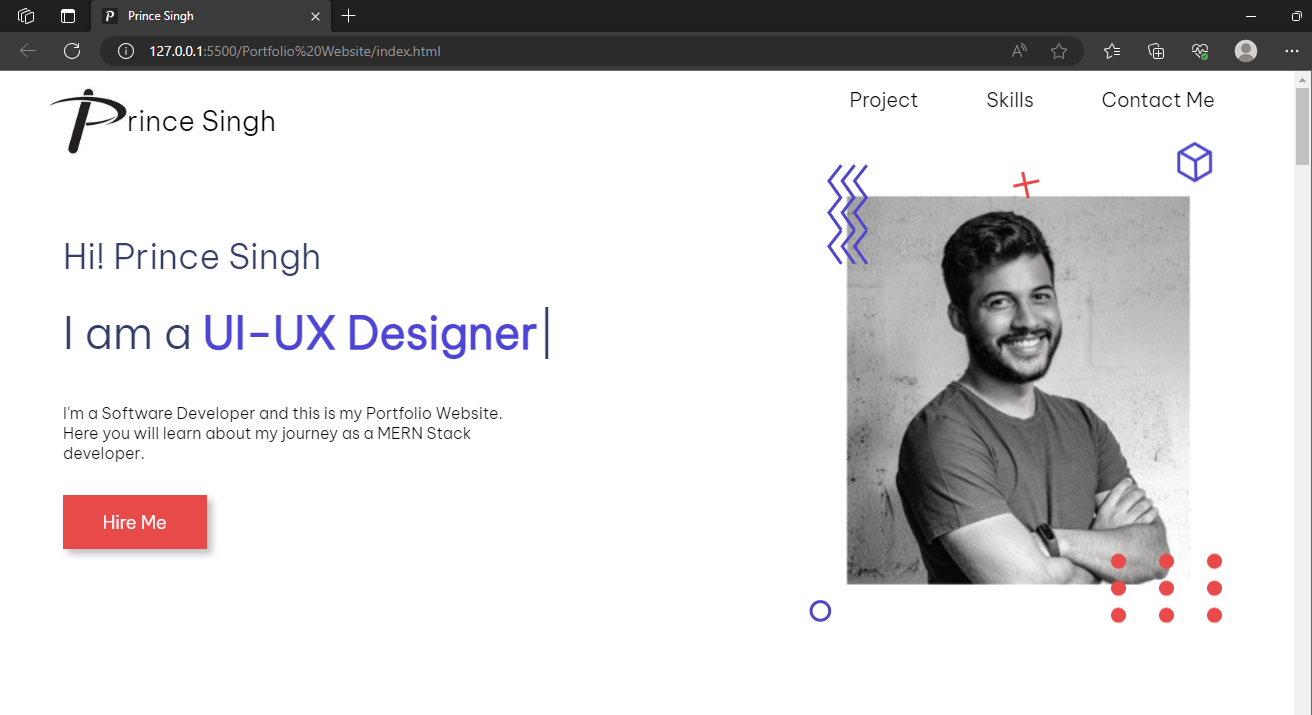 Prince Singh
127.0.0.1:5500/Portfolio%20Website/index.html
Prince Singh
Project
Skills
Contact Me
Hi! Prince Singh
I am a UI-UX Designer
I'm a Software Developer and this is my Portfolio Website.
Here you will learn about my journey as a MERN Stack
developer.
Hire Me